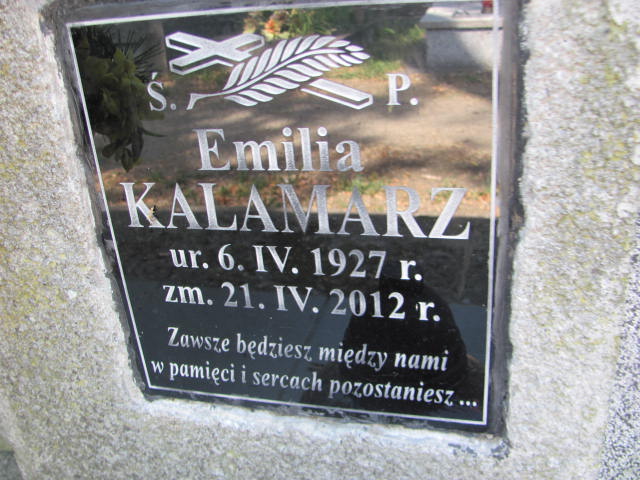 Ś. P.
Emilia
KALAMARZ
ur. 6. IV. 1927 r.
zm. 21. IV. 2012 r.
Zawsze będziesz między nami
w pamięci i sercach pozostaniesz ...